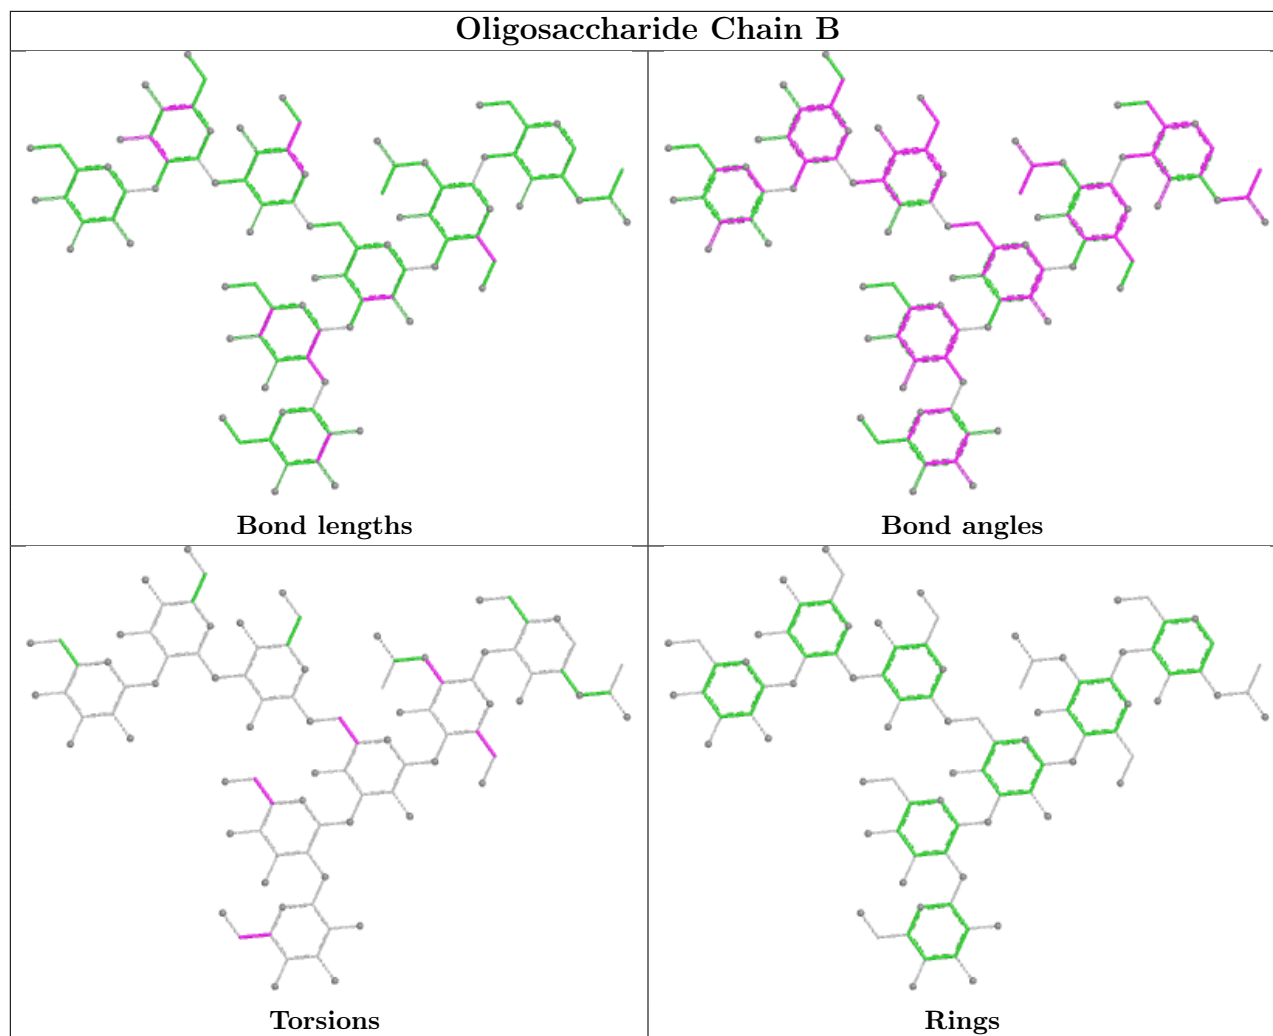 Oligosaccharide Chain B
Bond lengths
Bond angles
Torsions
Rings